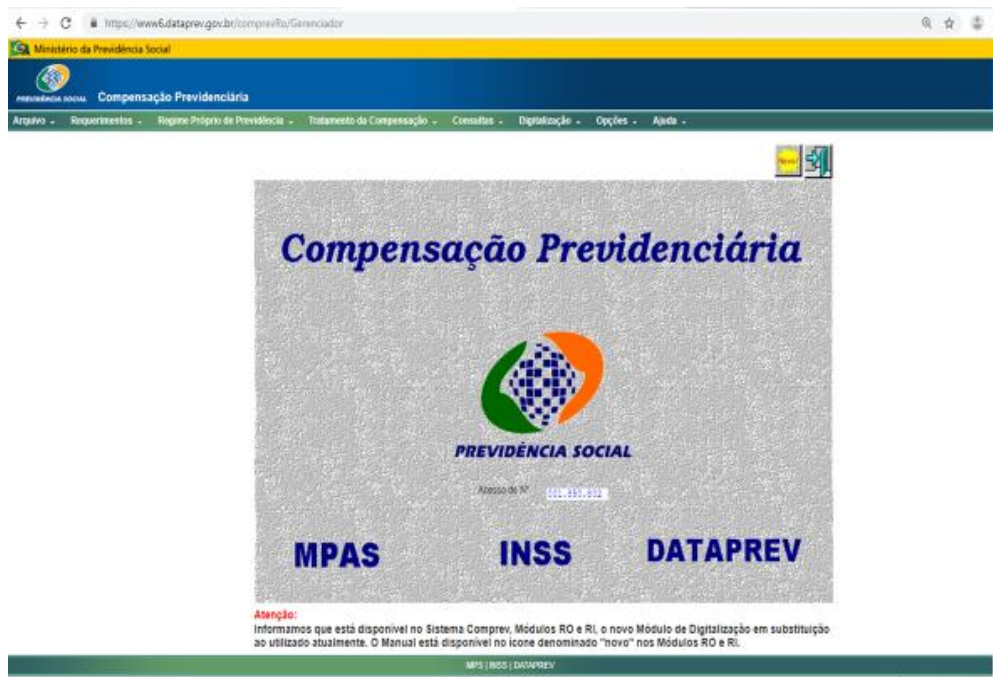 https://www6.dataprev.gov.br/comprevRo/Gerenciador
Ministério da Previdência Social
PREVIDÊNCIA SOCIAL Compensação Previdenciária
Arquivo Requerimentos Regime Próprio de Previdência Tratamento da Compensação Consultas Digitalização Opções Ajuda
Novo!
Compensação Previdenciária
PREVIDÊNCIA SOCIAL
Acesso de Nº
MPAS INSS DATAPREV
Atenção:
Informamos que está disponível no Sistema Comprev, Módulos RO e RI, o novo Módulo de Digitalização em substituição
ao utilizado atualmente. O Manual está disponível no ícone denominado "novo" nos Módulos RO e RI.
MPS | INSS | DATAPREV